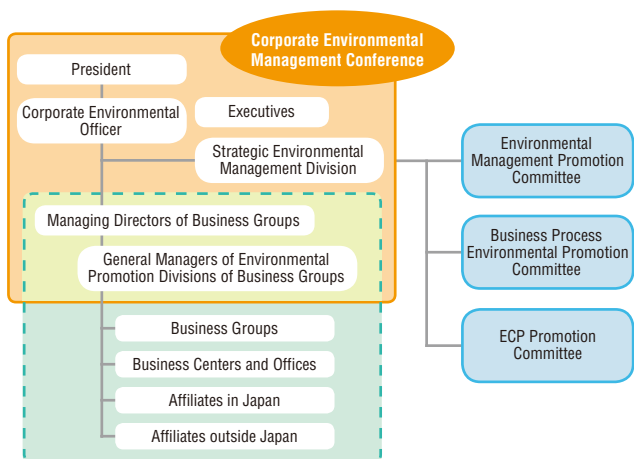 Corporate Environmental
Management Conference
President
Corporate Environmental
Officer
Executives
Strategic Environmental
Management Division
Managing Directors of Business Groups
General Managers of Environmental
Promotion Divisions of Business Groups
Business Groups
Business Centers and Offices
Affiliates in Japan
Affiliates outside Japan
Environmental
Management Promotion
Committee
Business Process
Environmental Promotion
Committee
ECP Promotion
Committee